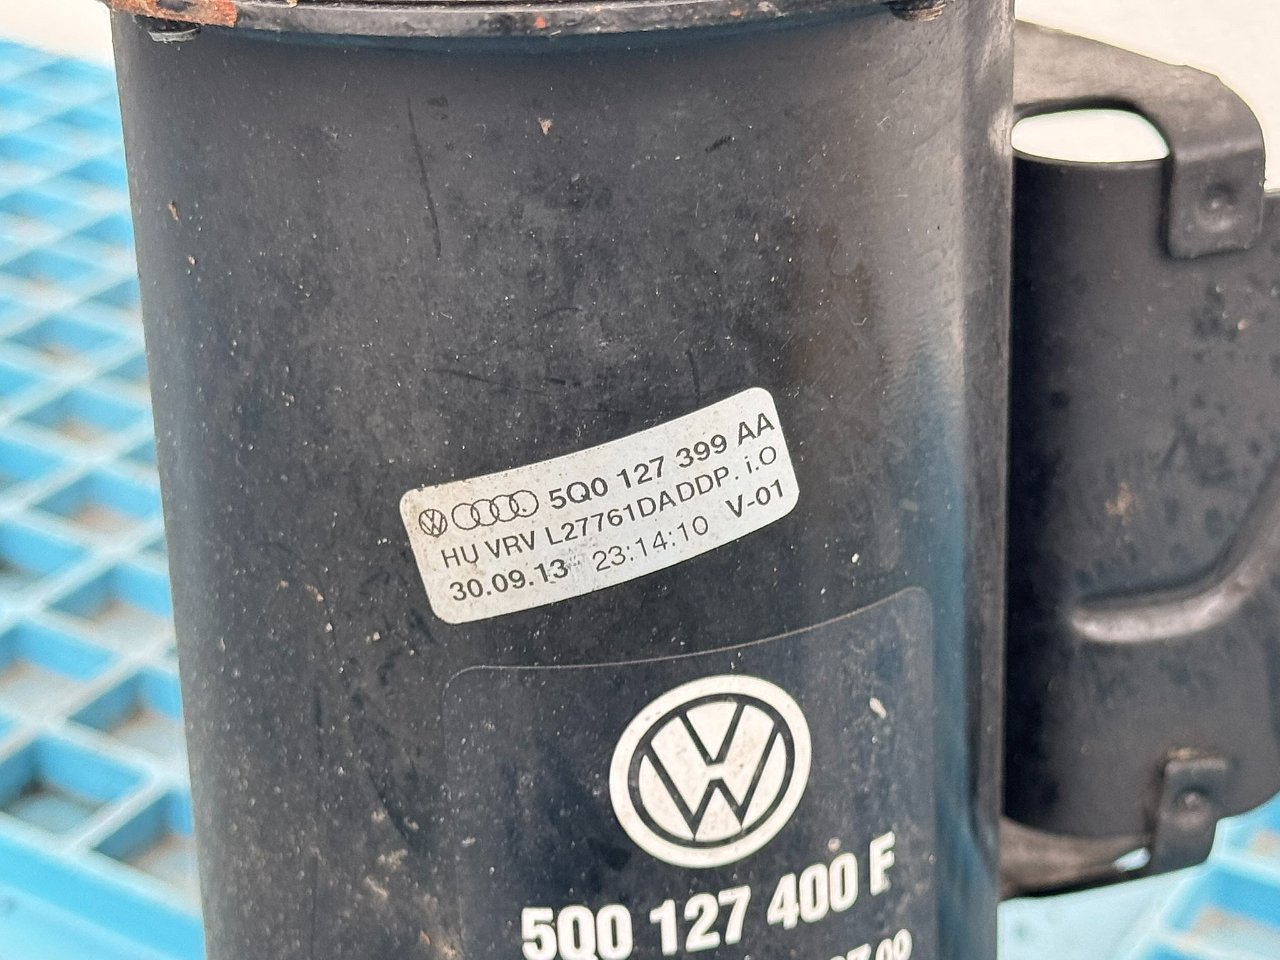 5Q0 127 399 AA
HU VRV L27761DADDP. i.O
30.09.13 23:14:10 V-01
5Q0 127 400 F